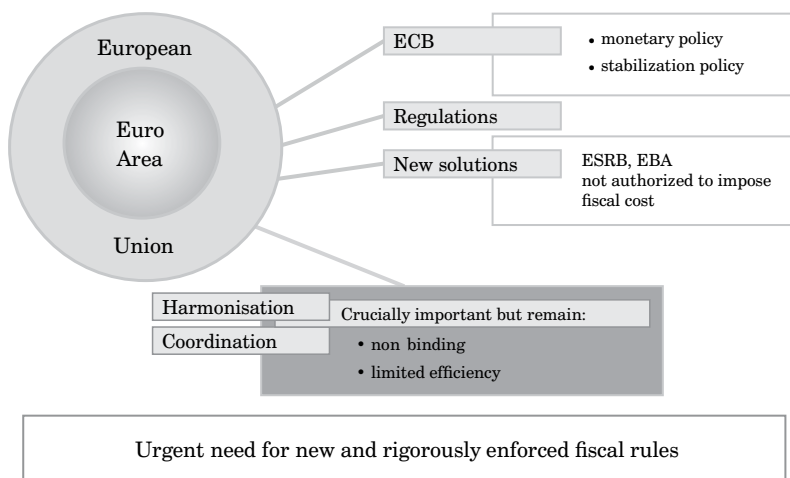 European
Euro
Area
Union
ECB
• monetary policy
• stabilization policy
Regulations
New solutions
ESRB, EBA
not authorized to impose
fiscal cost
Harmonisation
Coordination
Crucially important but remain:
• non binding
• limited efficiency
Urgent need for new and rigorously enforced fiscal rules